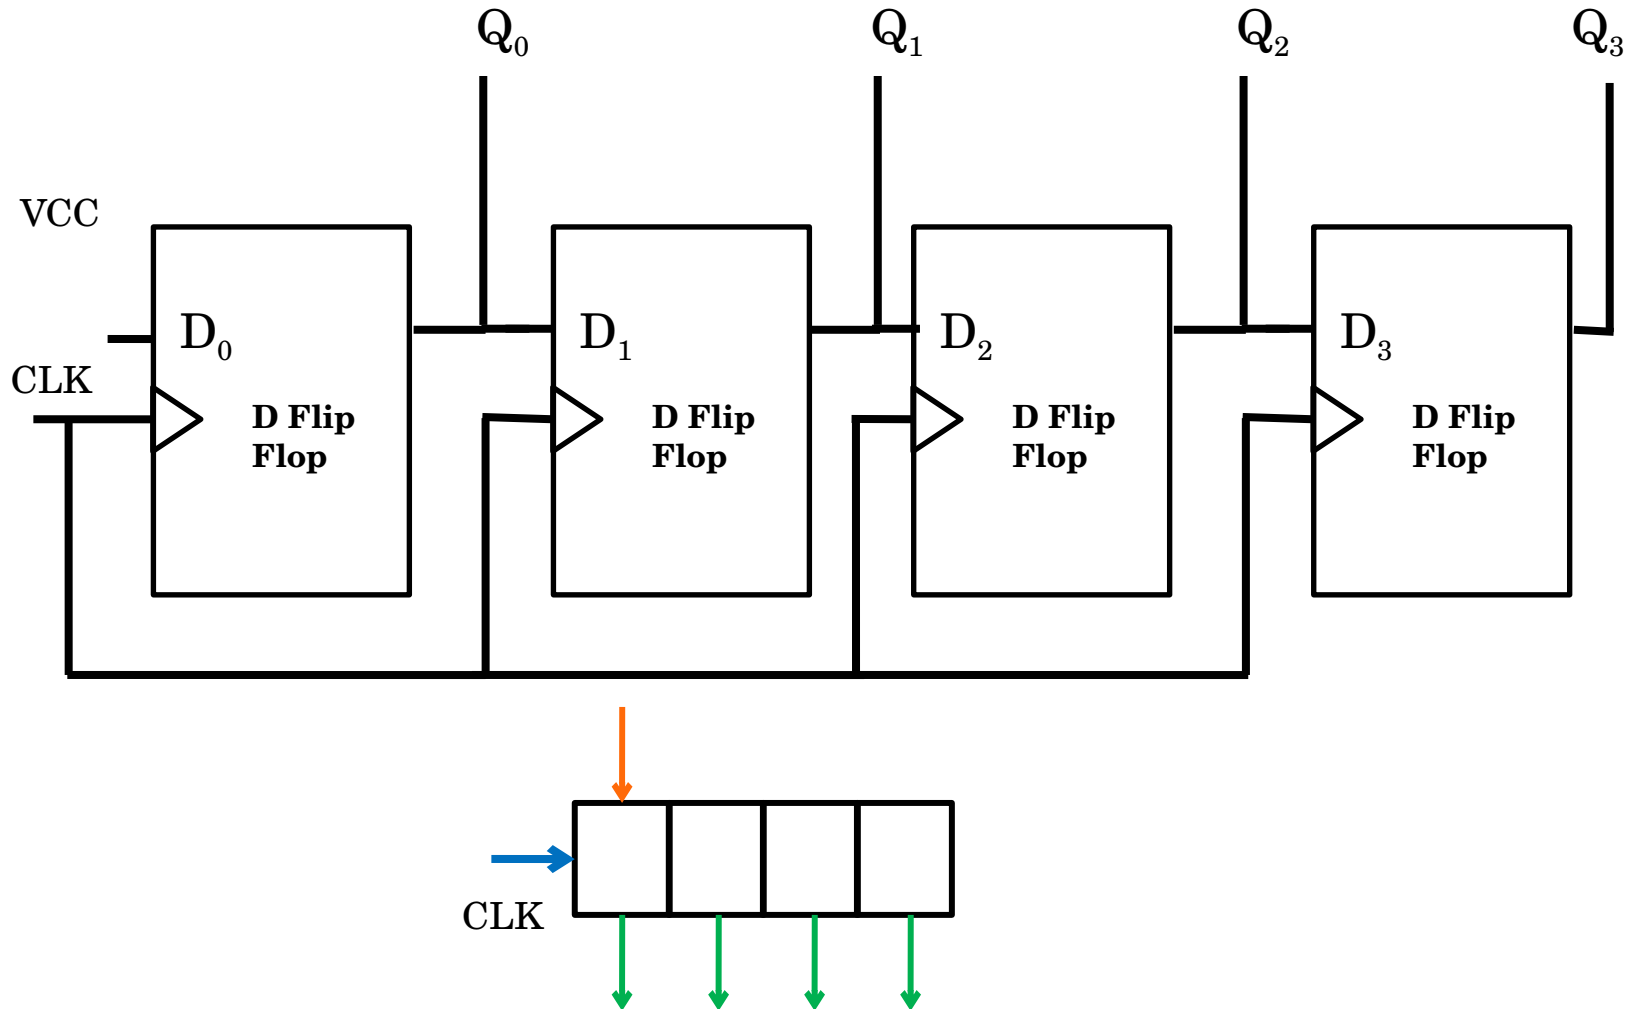 Q₀
Q₁
Q₂
Q₃
VCC
D₀
D₁
D₂
D₃
CLK
D Flip
Flop
D Flip
Flop
D Flip
Flop
D Flip
Flop
CLK